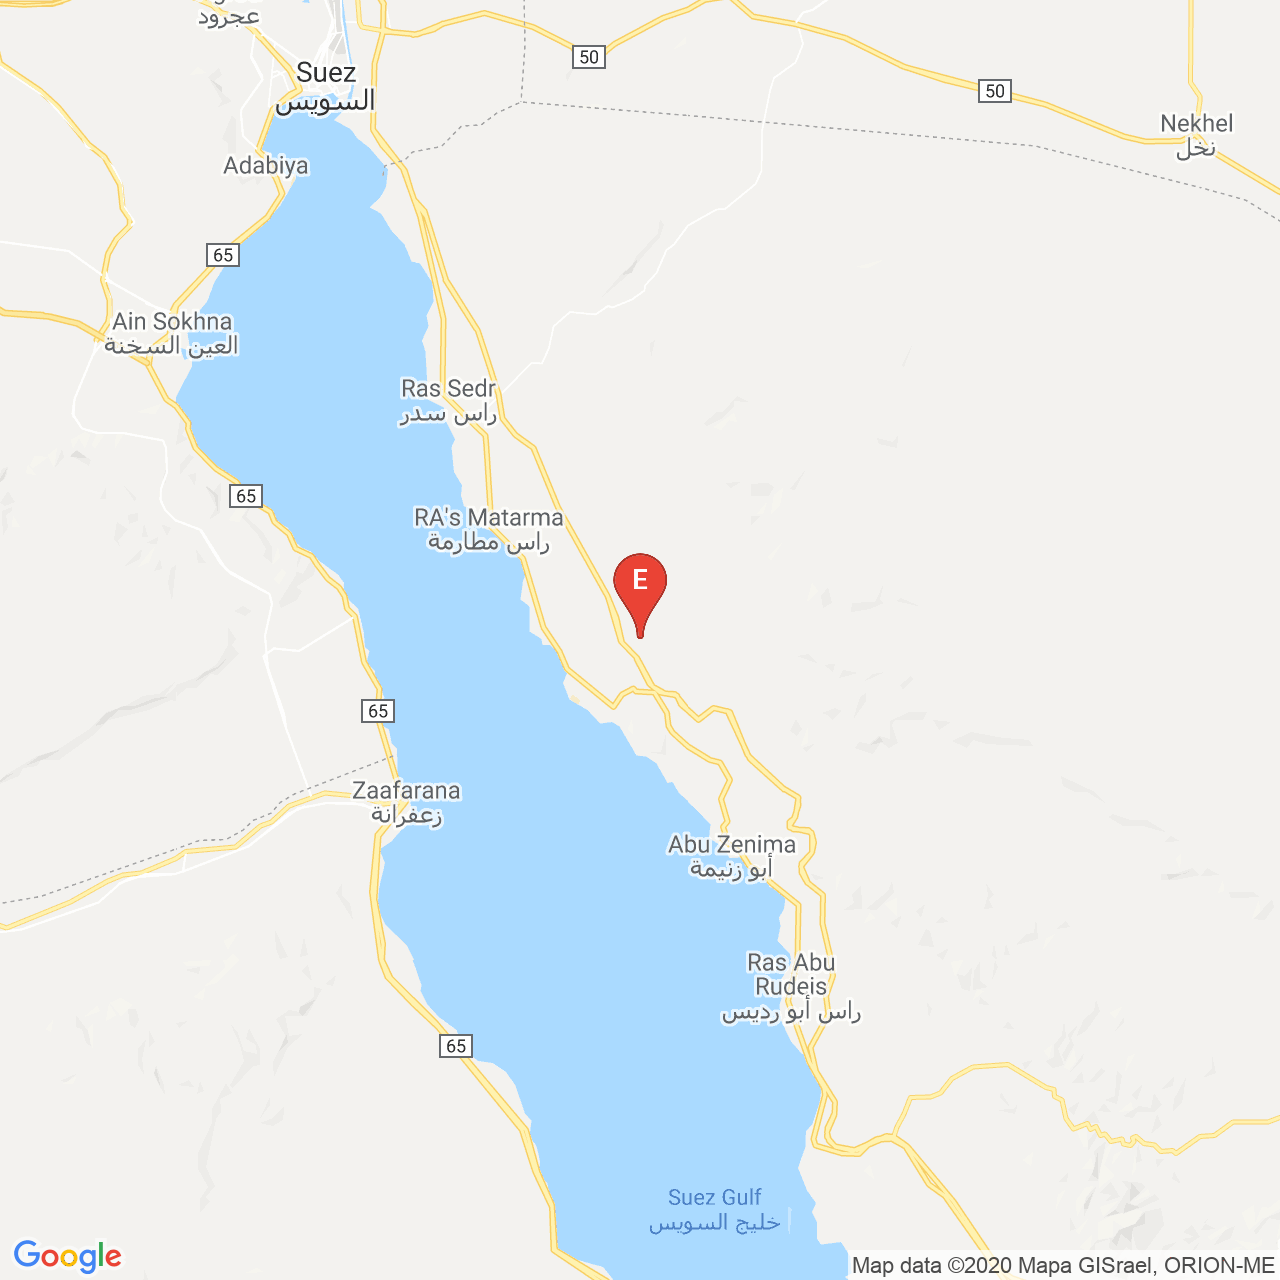 عجرود
50
Suez
السويس
50
Nekhel
نخل
Adabiya
65
Ain Sokhna
العين السخنة
Ras Sedr
راس سدر
65
RA's Matarma
راس مطارمة
E
65
Zaafarana
زعفرانة
Abu Zenima
أبو زنيمة
Ras Abu
Rudeis
راس أبو رديس
65
Suez Gulf
خليج السويس
Google
Map data ©2020 Mapa GISrael, ORION-ME